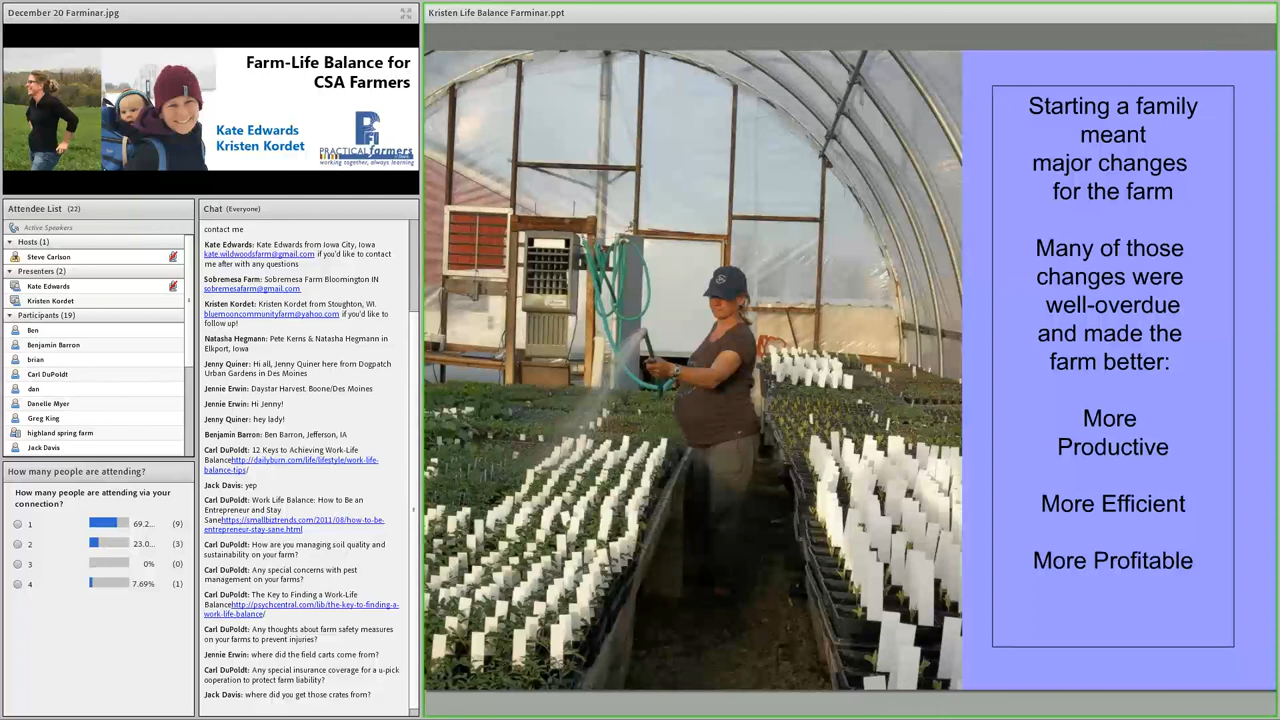 December 20 Farminar.jpg
Farm-Life Balance for
CSA Farmers
Kate Edwards
Kristen Kordet
PRACTICAL farmers
working together, always learning
Attendee List (22)
Active Speakers
Hosts (1)
Steve Carlson
Presenters (2)
Kate Edwards
Kristen Kordet
Participants (19)
Ben
Benjamin Barron
brian
Carl DuPoldt
dan
Danelle Myer
Greg King
highland spring farm
Jack Davis
How many people are attending?
How many people are attending via your
connection?
1 69.2... (9)
2 23.0... (3)
3 0% (0)
4 7.69% (1)
Chat (Everyone)
contact me
Kate Edwards: Kate Edwards from Iowa City, Iowa
kate.wildwoodsfarm@gmail.com if you'd like to contact
me after with any questions
Sobremesa Farm: Sobremesa Farm Bloomington IN
sobremesafarm@gmail.com
Kristen Kordet: Kristen Kordet from Stoughton, WI.
bluemooncommunityfarm@yahoo.com if you'd like to
follow up!
Natasha Hegmann: Pete Kerns & Natasha Hegmann in
Elkport, Iowa
Jenny Quiner: Hi all, Jenny Quiner here from Dogpatch
Urban Gardens in Des Moines
Jennie Erwin: Daystar Harvest. Boone/Des Moines
Jennie Erwin: Hi Jenny!
Jenny Quiner: hey lady!
Benjamin Barron: Ben Barron, Jefferson, IA
Carl DuPoldt: 12 Keys to Achieving Work-Life
Balancehttp://dailyburn.com/life/lifestyle/work-life-
balance-tips/
Jack Davis: yep
Carl DuPoldt: Work Life Balance: How to Be an
Entrepreneur and Stay
Sanehttps://smallbiztrends.com/2011/08/how-to-be-
entrepreneur-stay-sane.html
Carl DuPoldt: How are you managing soil quality and
sustainability on your farm?
Carl DuPoldt: Any special concerns with pest
management on your farms?
Carl DuPoldt: The Key to Finding a Work-Life
Balancehttp://psychcentral.com/lib/the-key-to-finding-a-
work-life-balance/
Carl DuPoldt: Any thoughts about farm safety measures
on your farms to prevent injuries?
Jennie Erwin: where did the field carts come from?
Carl DuPoldt: Any special insurance coverage for a u-pick
ooperation to protect farm liability?
Jack Davis: where did you get those crates from?
Kristen Life Balance Farminar.ppt
Starting a family
meant
major changes
for the farm
Many of those
changes were
well-overdue
and made the
farm better:
More
Productive
More Efficient
More Profitable